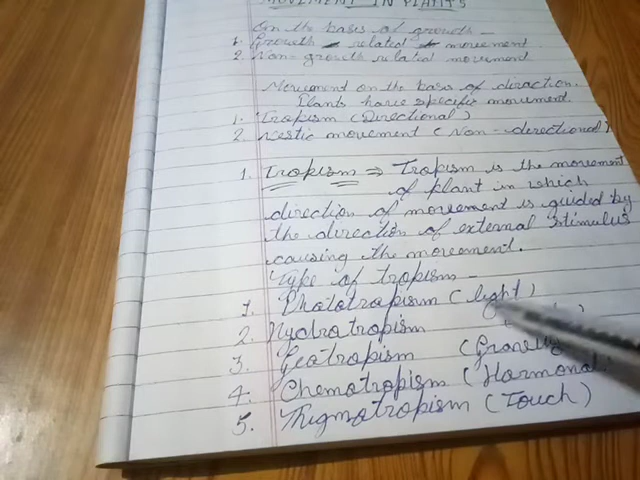 MOVEMENT IN PLANTS
On the basis of growth -
1. Growth related movement
2. Non-growth related movement
Movement on the basis of direction.
Plants have specific movement.
1. Tropism (Directional)
2. Nestic movement (Non-directional)
1. Tropism ⇒ Tropism is the movement
of plant in which
direction of movement is guided by
the direction of external stimulus
causing the movement.
Type of tropism -
1. Phototropism (light)
2. Hydrotropism
3. Geotropism (Gravity
4. Chemotropism (Hormonal
5. Thigmotropism (Touch)